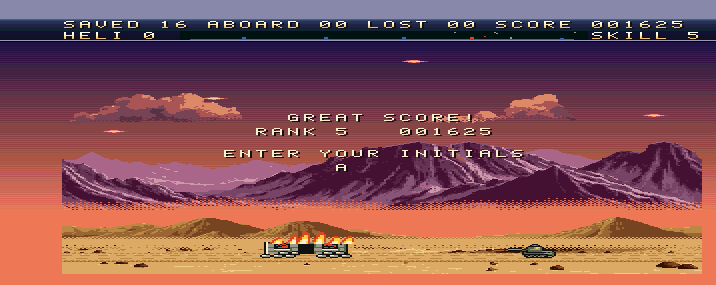 SAVED 16 ABOARD 00 LOST 00 SCORE 001625
HELI 0 SKILL 5
GREAT SCORE!
RANK 5 001625
ENTER YOUR INITIALS
A